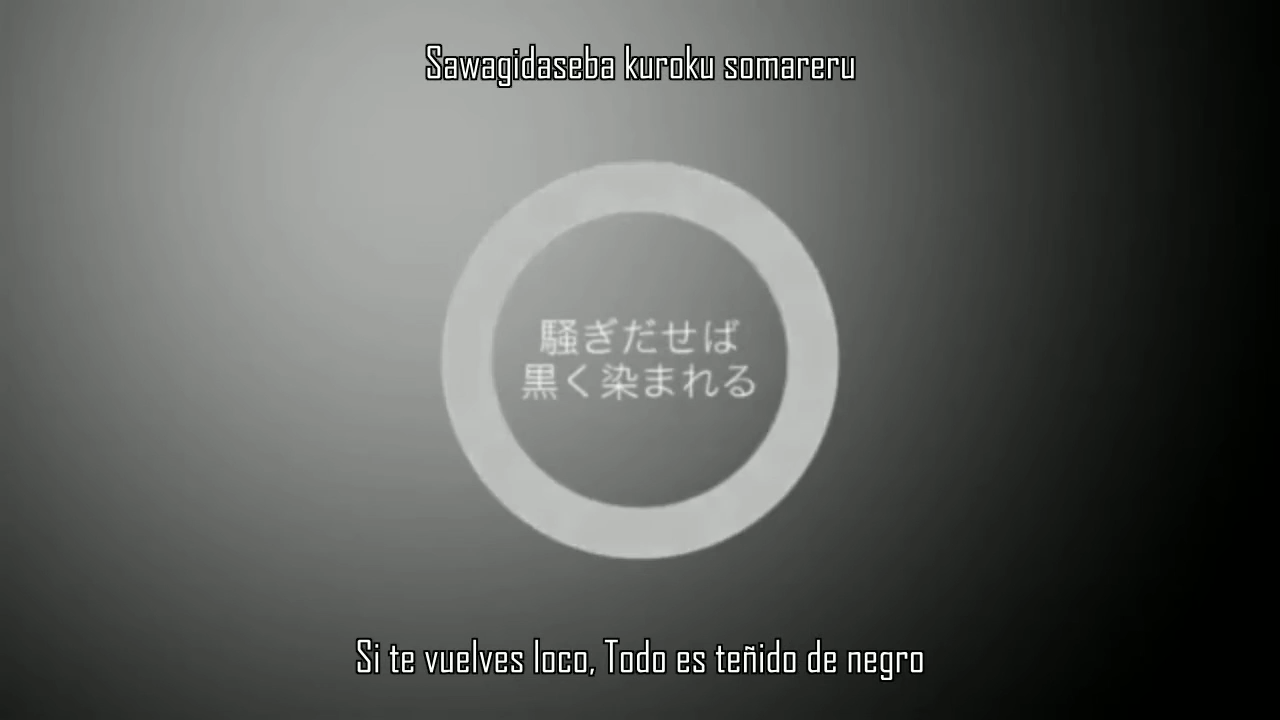 Sawagidaseba kuroku somareru
騒ぎだせば
黒く染まれる
Si te vuelves loco, Todo es teñido de negro